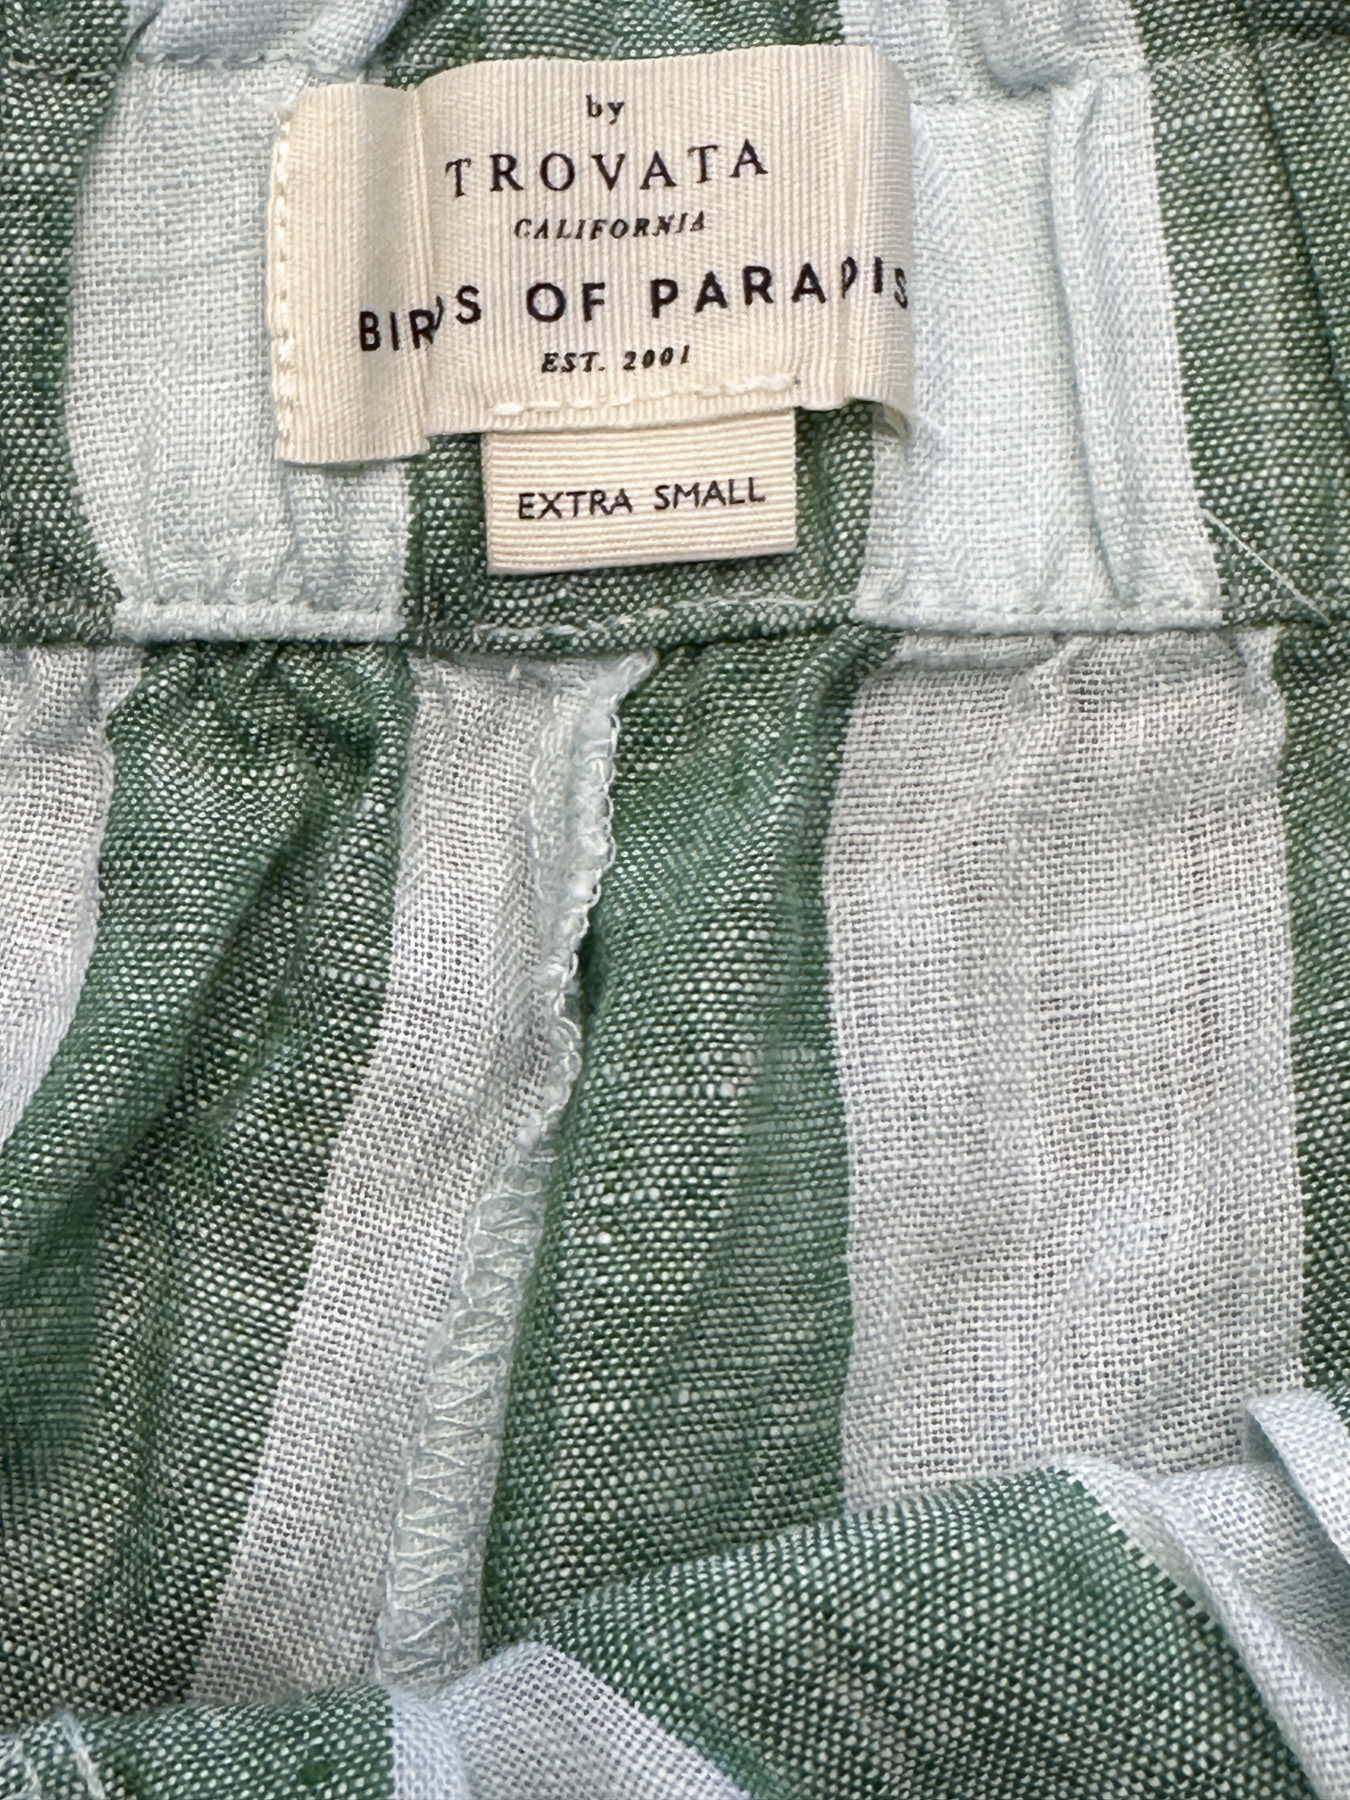 by
TROVATA
CALIFORNIA
BIRDS OF PARADIS
EST. 2001
EXTRA SMALL